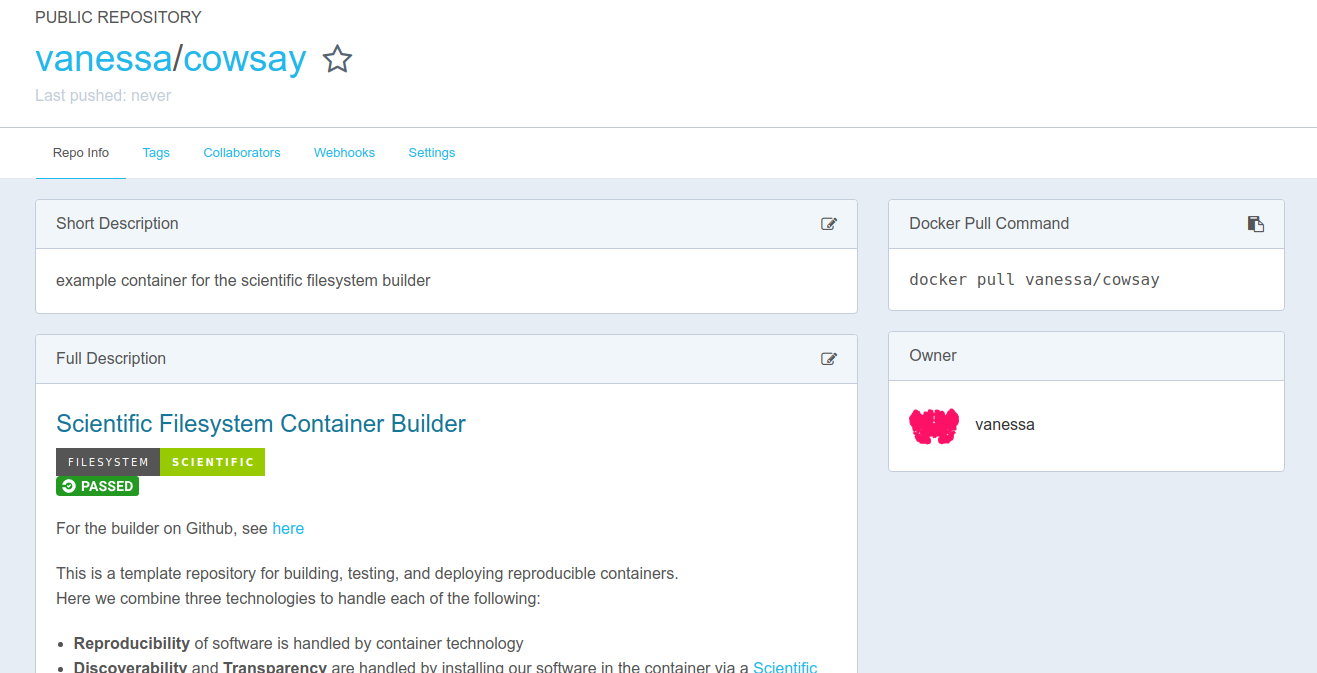 PUBLIC REPOSITORY
vanessa/cowsay
Last pushed: never
Repo Info Tags Collaborators Webhooks Settings
Short Description
example container for the scientific filesystem builder
Full Description
Scientific Filesystem Container Builder
FILESYSTEM SCIENTIFIC
PASSED
For the builder on Github, see here
This is a template repository for building, testing, and deploying reproducible containers.
Here we combine three technologies to handle each of the following:
• Reproducibility of software is handled by container technology
• Discoverability and Transparency are handled by installing our software in the container via a Scientific
Docker Pull Command
docker pull vanessa/cowsay
Owner
vanessa